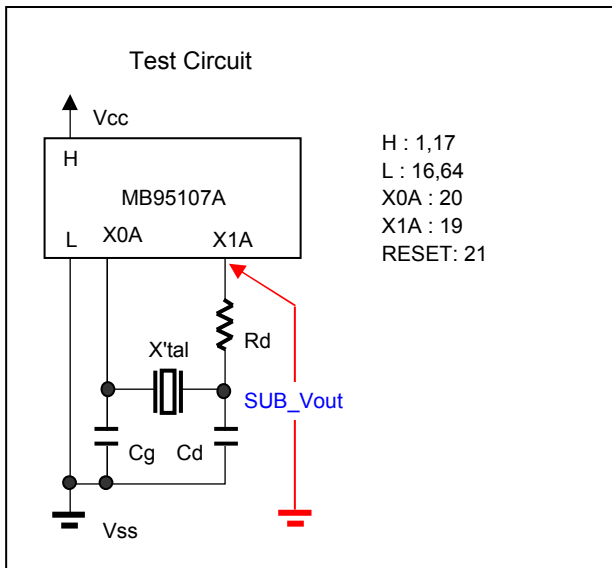 Test Circuit
Vcc
H
MB95107A
L X0A X1A
H : 1,17
L : 16,64
X0A : 20
X1A : 19
RESET: 21
Rd
X'tal
SUB_Vout
Cg Cd
Vss